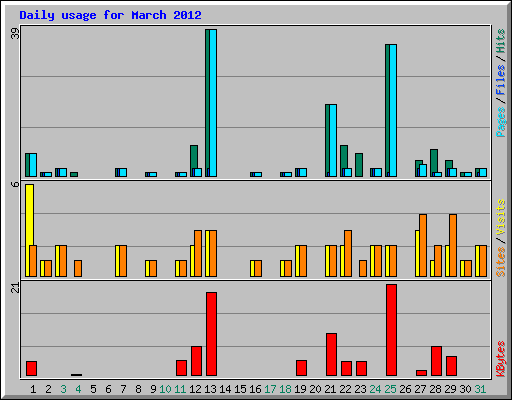 Daily usage for March 2012
39
Pages / Files / Hits
6
Sites / Visits
21
KBytes
1 2 3 4 5 6 7 8 9 10 11 12 13 14 15 16 17 18 19 20 21 22 23 24 25 26 27 28 29 30 31